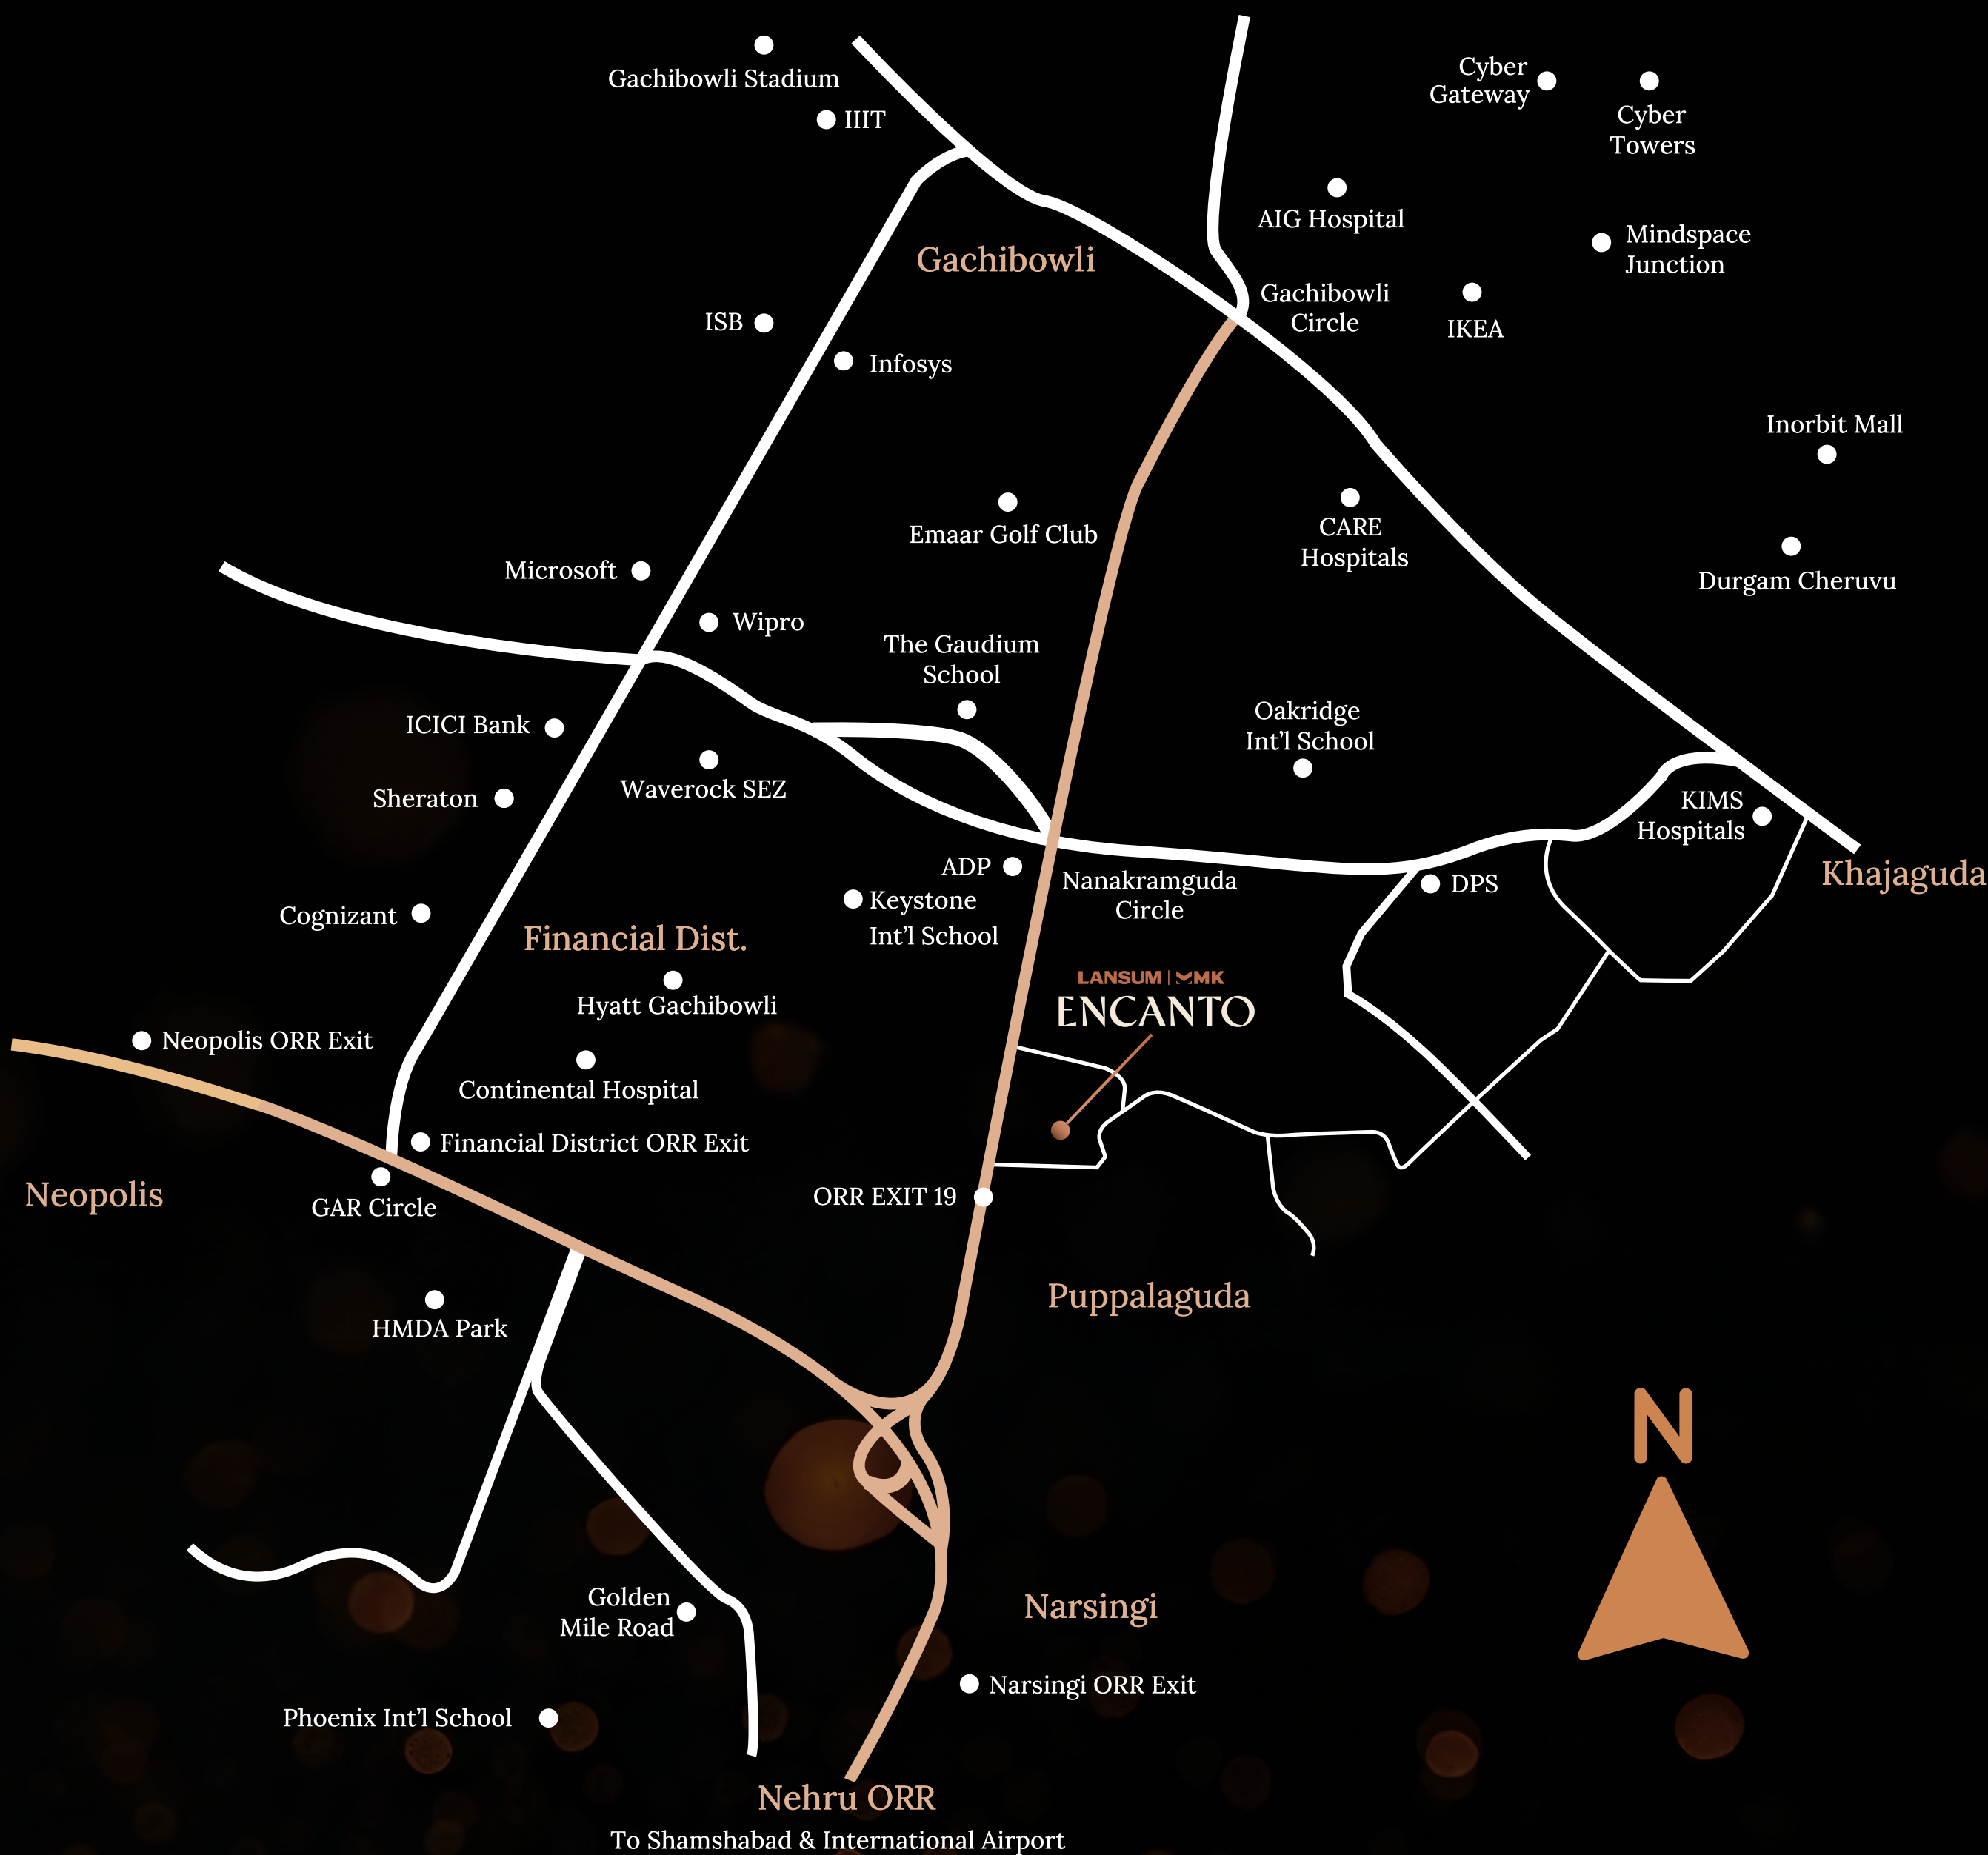 Gachibowli Stadium
IIIT
Cyber
Gateway
Cyber
Towers
AIG Hospital
Mindspace
Junction
Gachibowli
Gachibowli
Circle
IKEA
ISB
Infosys
Inorbit Mall
Emaar Golf Club
CARE
Hospitals
Durgam Cheruvu
Microsoft
Wipro
The Gaudium
School
ICICI Bank
Oakridge
Int'l School
Sheraton
Waverock SEZ
KIMS
Hospitals
ADP
Nanakramguda
Circle
DPS
Khajaguda
Cognizant
Keystone
Int'l School
Financial Dist.
LANSUM | MK
ENCANTO
Hyatt Gachibowli
Neopolis ORR Exit
Continental Hospital
Financial District ORR Exit
Neopolis
GAR Circle
ORR EXIT 19
Puppalaguda
HMDA Park
N
Golden
Mile Road
Narsingi
Narsingi ORR Exit
Phoenix Int'l School
Nehru ORR
To Shamshabad & International Airport